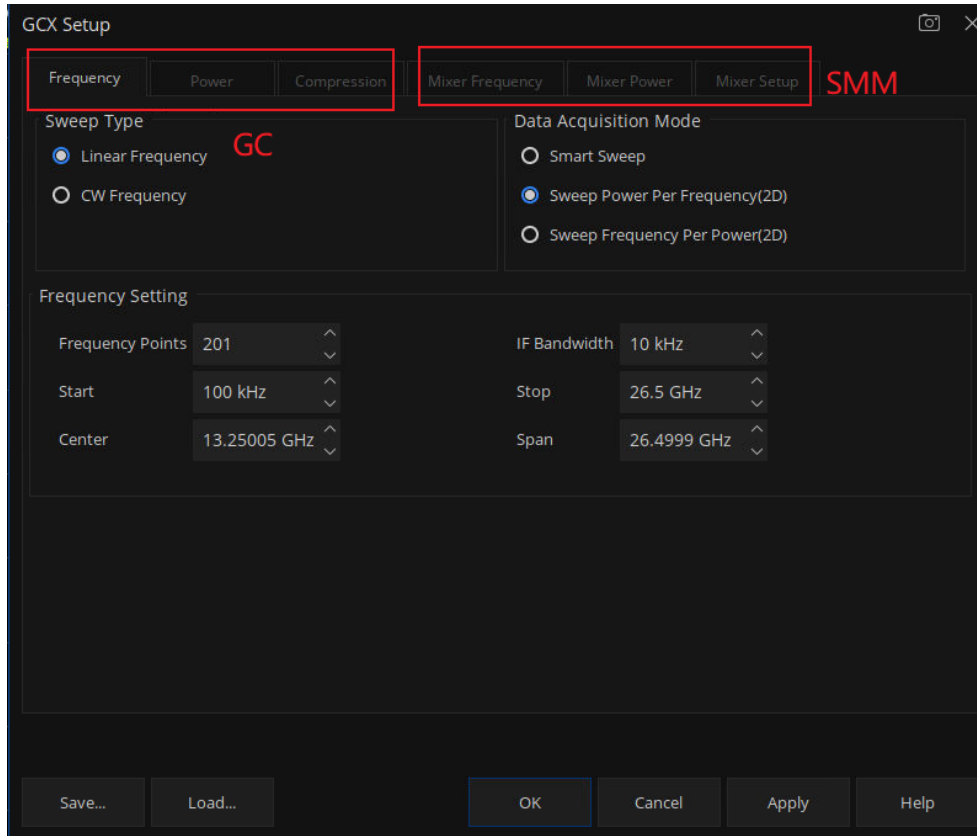 GCX Setup
Frequency Power Compression Mixer Frequency Mixer Power Mixer Setup SMM
GC
Sweep Type
Linear Frequency
CW Frequency
Data Acquisition Mode
Smart Sweep
Sweep Power Per Frequency(2D)
Sweep Frequency Per Power(2D)
Frequency Setting
Frequency Points 201 IF Bandwidth 10 kHz
Start 100 kHz Stop 26.5 GHz
Center 13.25005 GHz Span 26.4999 GHz
Save... Load... OK Cancel Apply Help